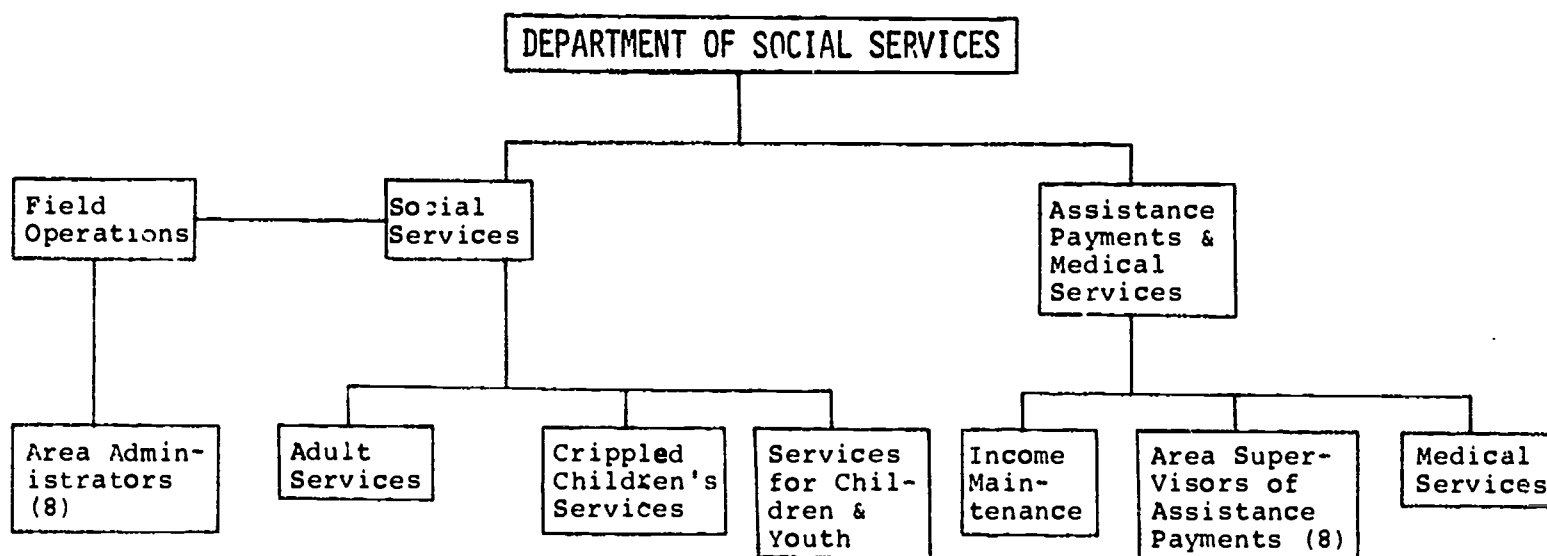 DEPARTMENT OF SOCIAL SERVICES
Field
Operations
Social
Services
Assistance
Payments &
Medical
Services
Area Admin-
istrators
(8)
Adult
Services
Crippled
Children's
Services
Services
for Chil-
dren &
Youth
Income
Main-
tenance
Area Super-
Visors of
Assistance
Payments (8)
Medical
Services